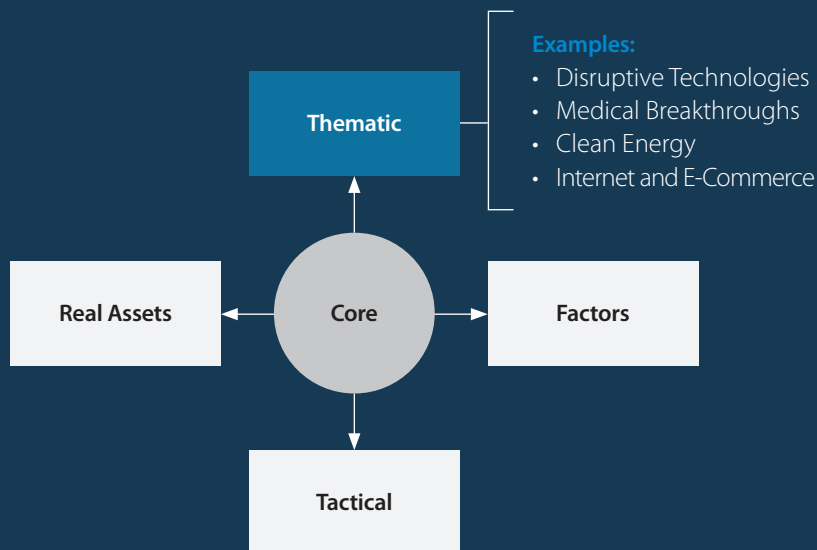 Examples:
• Disruptive Technologies
• Medical Breakthroughs
• Clean Energy
• Internet and E-Commerce
Thematic
Real Assets
Core
Factors
Tactical